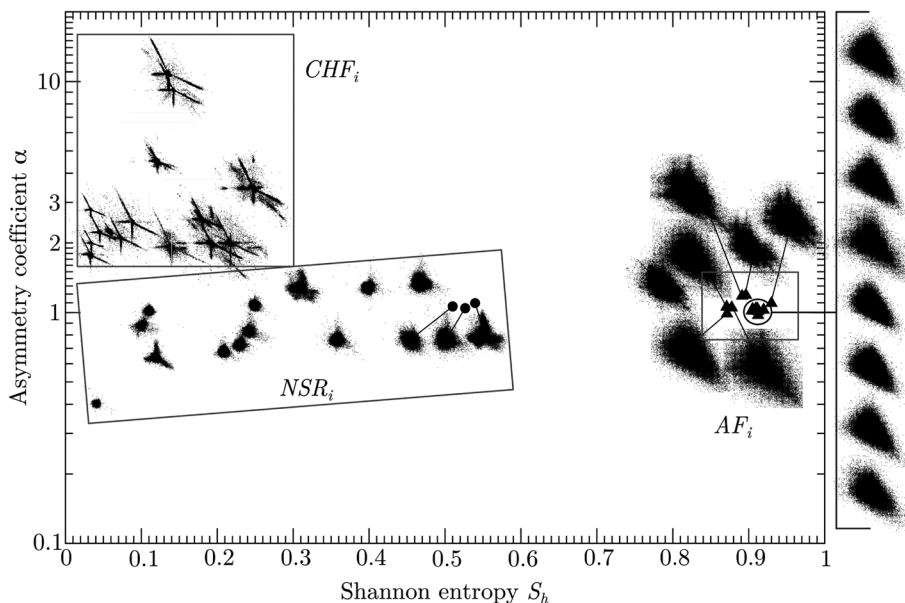 CHF_i
10
3
2
1
0.1
Asymmetry coefficient α
NSR_i
AF_i
0 0.1 0.2 0.3 0.4 0.5 0.6 0.7 0.8 0.9 1
Shannon entropy S_h